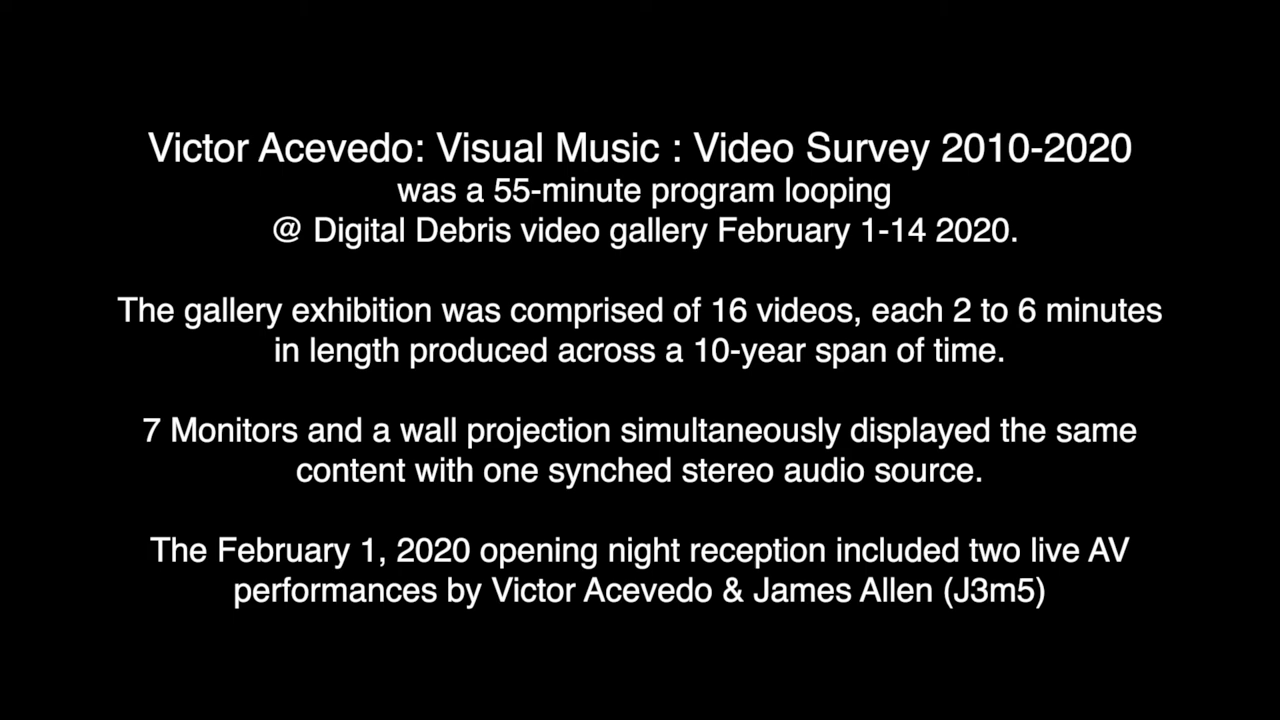 Victor Acevedo: Visual Music : Video Survey 2010-2020
was a 55-minute program looping
@ Digital Debris video gallery February 1-14 2020.
The gallery exhibition was comprised of 16 videos, each 2 to 6 minutes
in length produced across a 10-year span of time.
7 Monitors and a wall projection simultaneously displayed the same
content with one synched stereo audio source.
The February 1, 2020 opening night reception included two live AV
performances by Victor Acevedo & James Allen (J3m5)